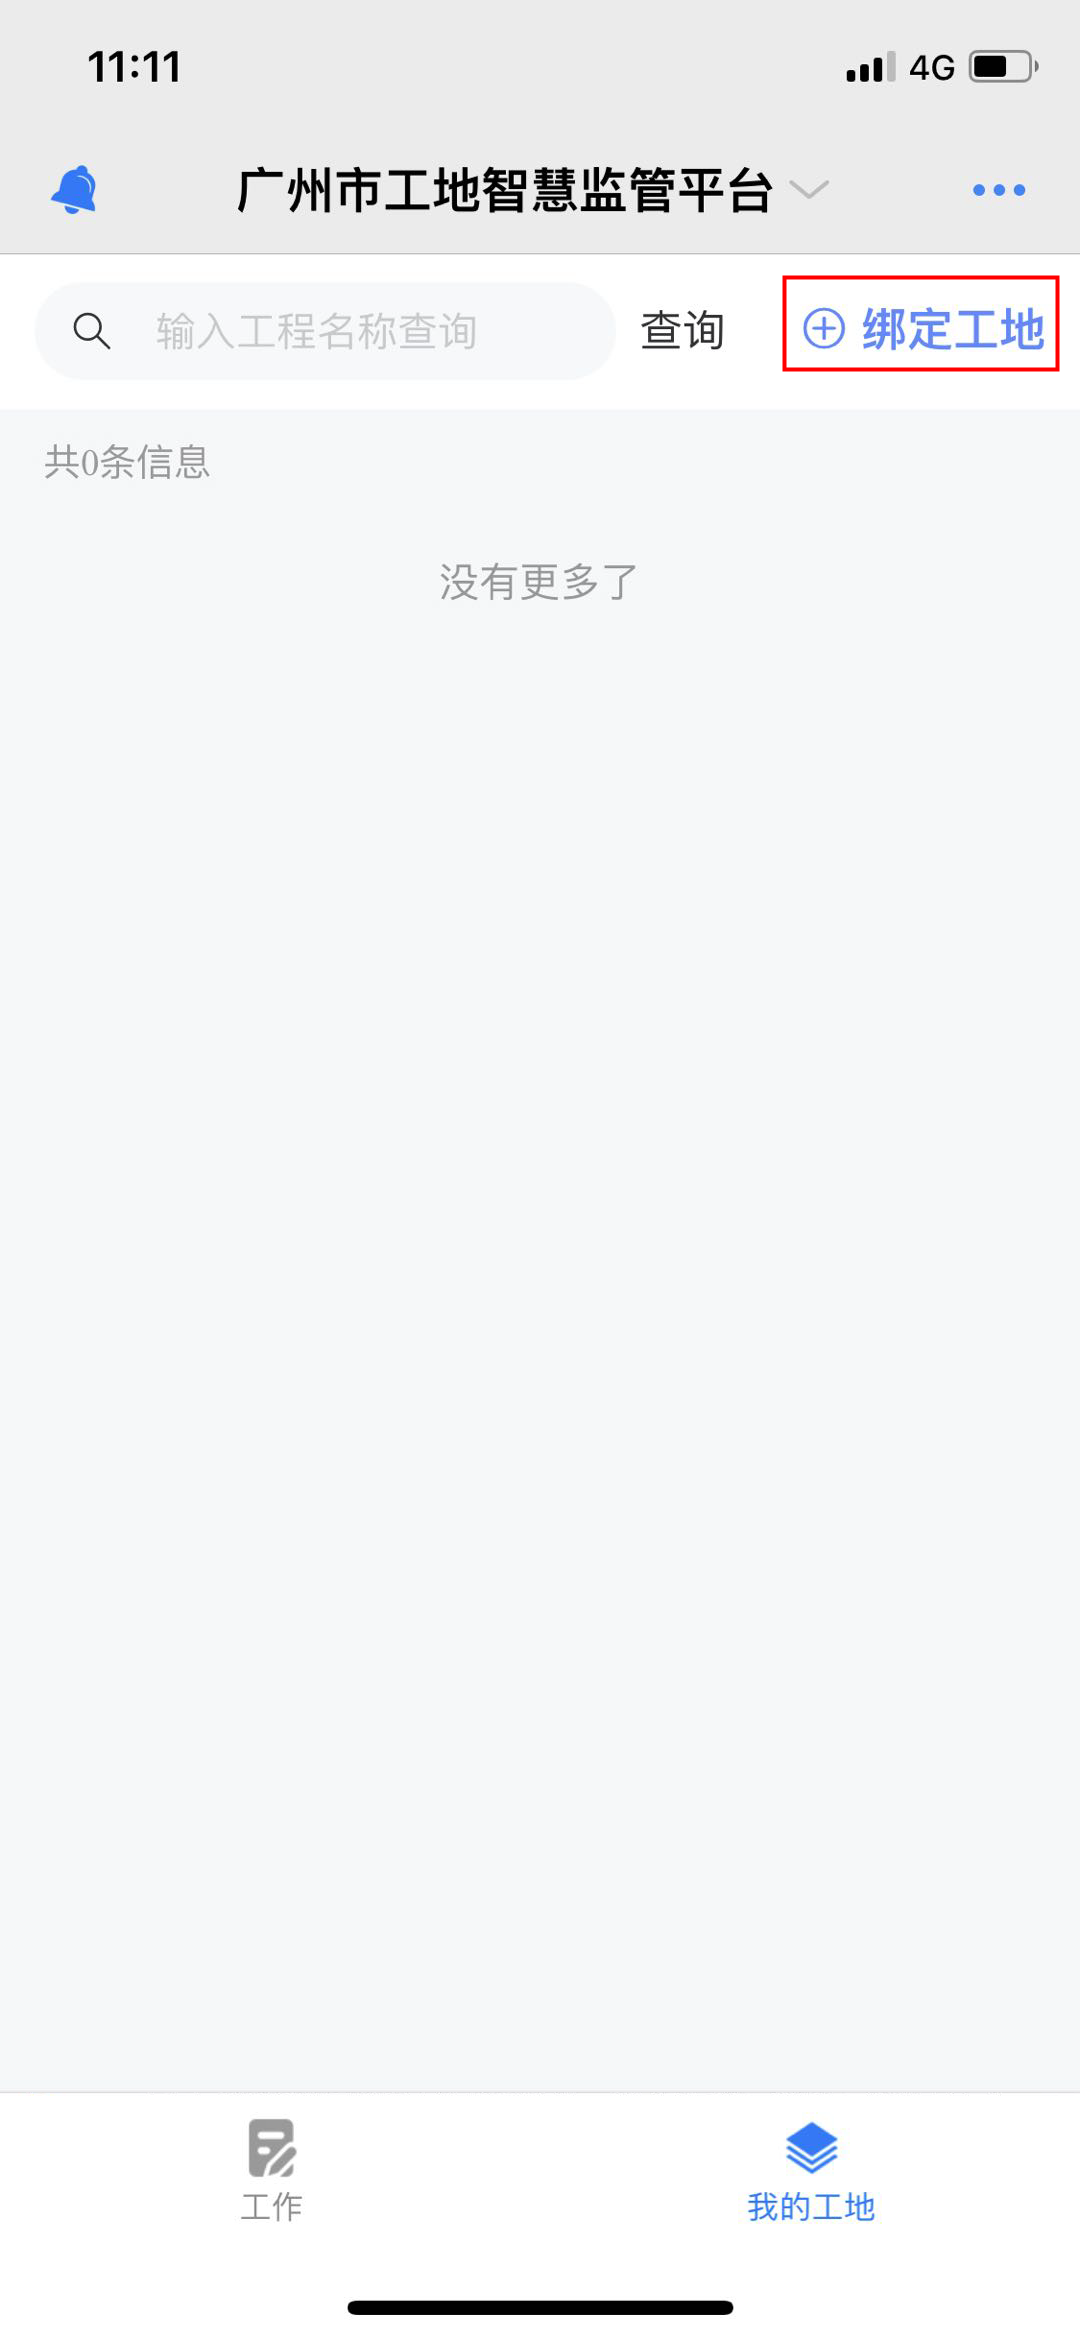 11:11
4G
广州市工地智慧监管平台
输入工程名称查询
查询
绑定工地
共0条信息
没有更多了
工作
我的工地